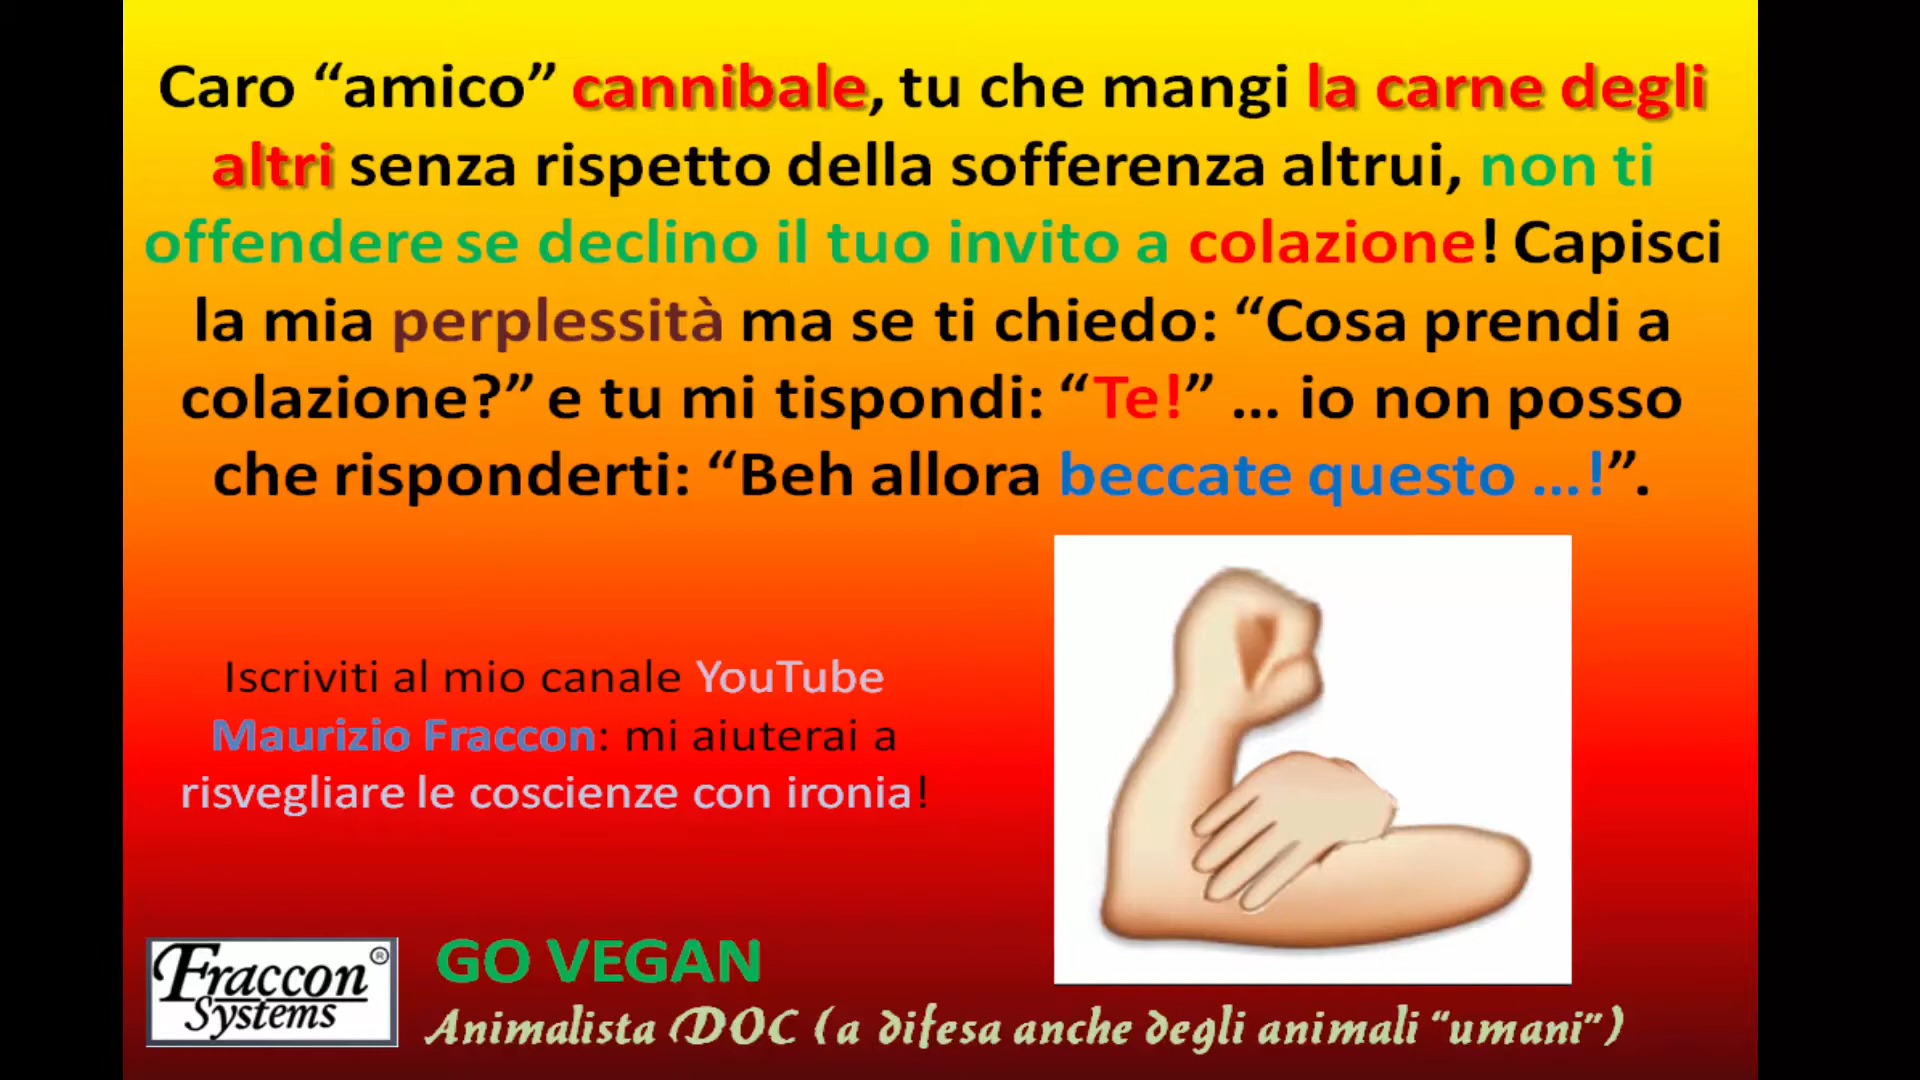 Caro “amico” cannibale, tu che mangi la carne degli
altri senza rispetto della sofferenza altrui, non ti
offendere se declino il tuo invito a colazione! Capisci
la mia perplessità ma se ti chiedo: “Cosa prendi a
colazione?” e tu mi tispondi: “Te!” ... io non posso
che risponderti: “Beh allora beccate questo ...!”.
Iscriviti al mio canale YouTube
Maurizio Fraccon: mi aiuterai a
risvegliare le coscienze con ironia!
Fraccon®
Systems
GO VEGAN
Animalista DOC (a difesa anche degli animali “umani”)